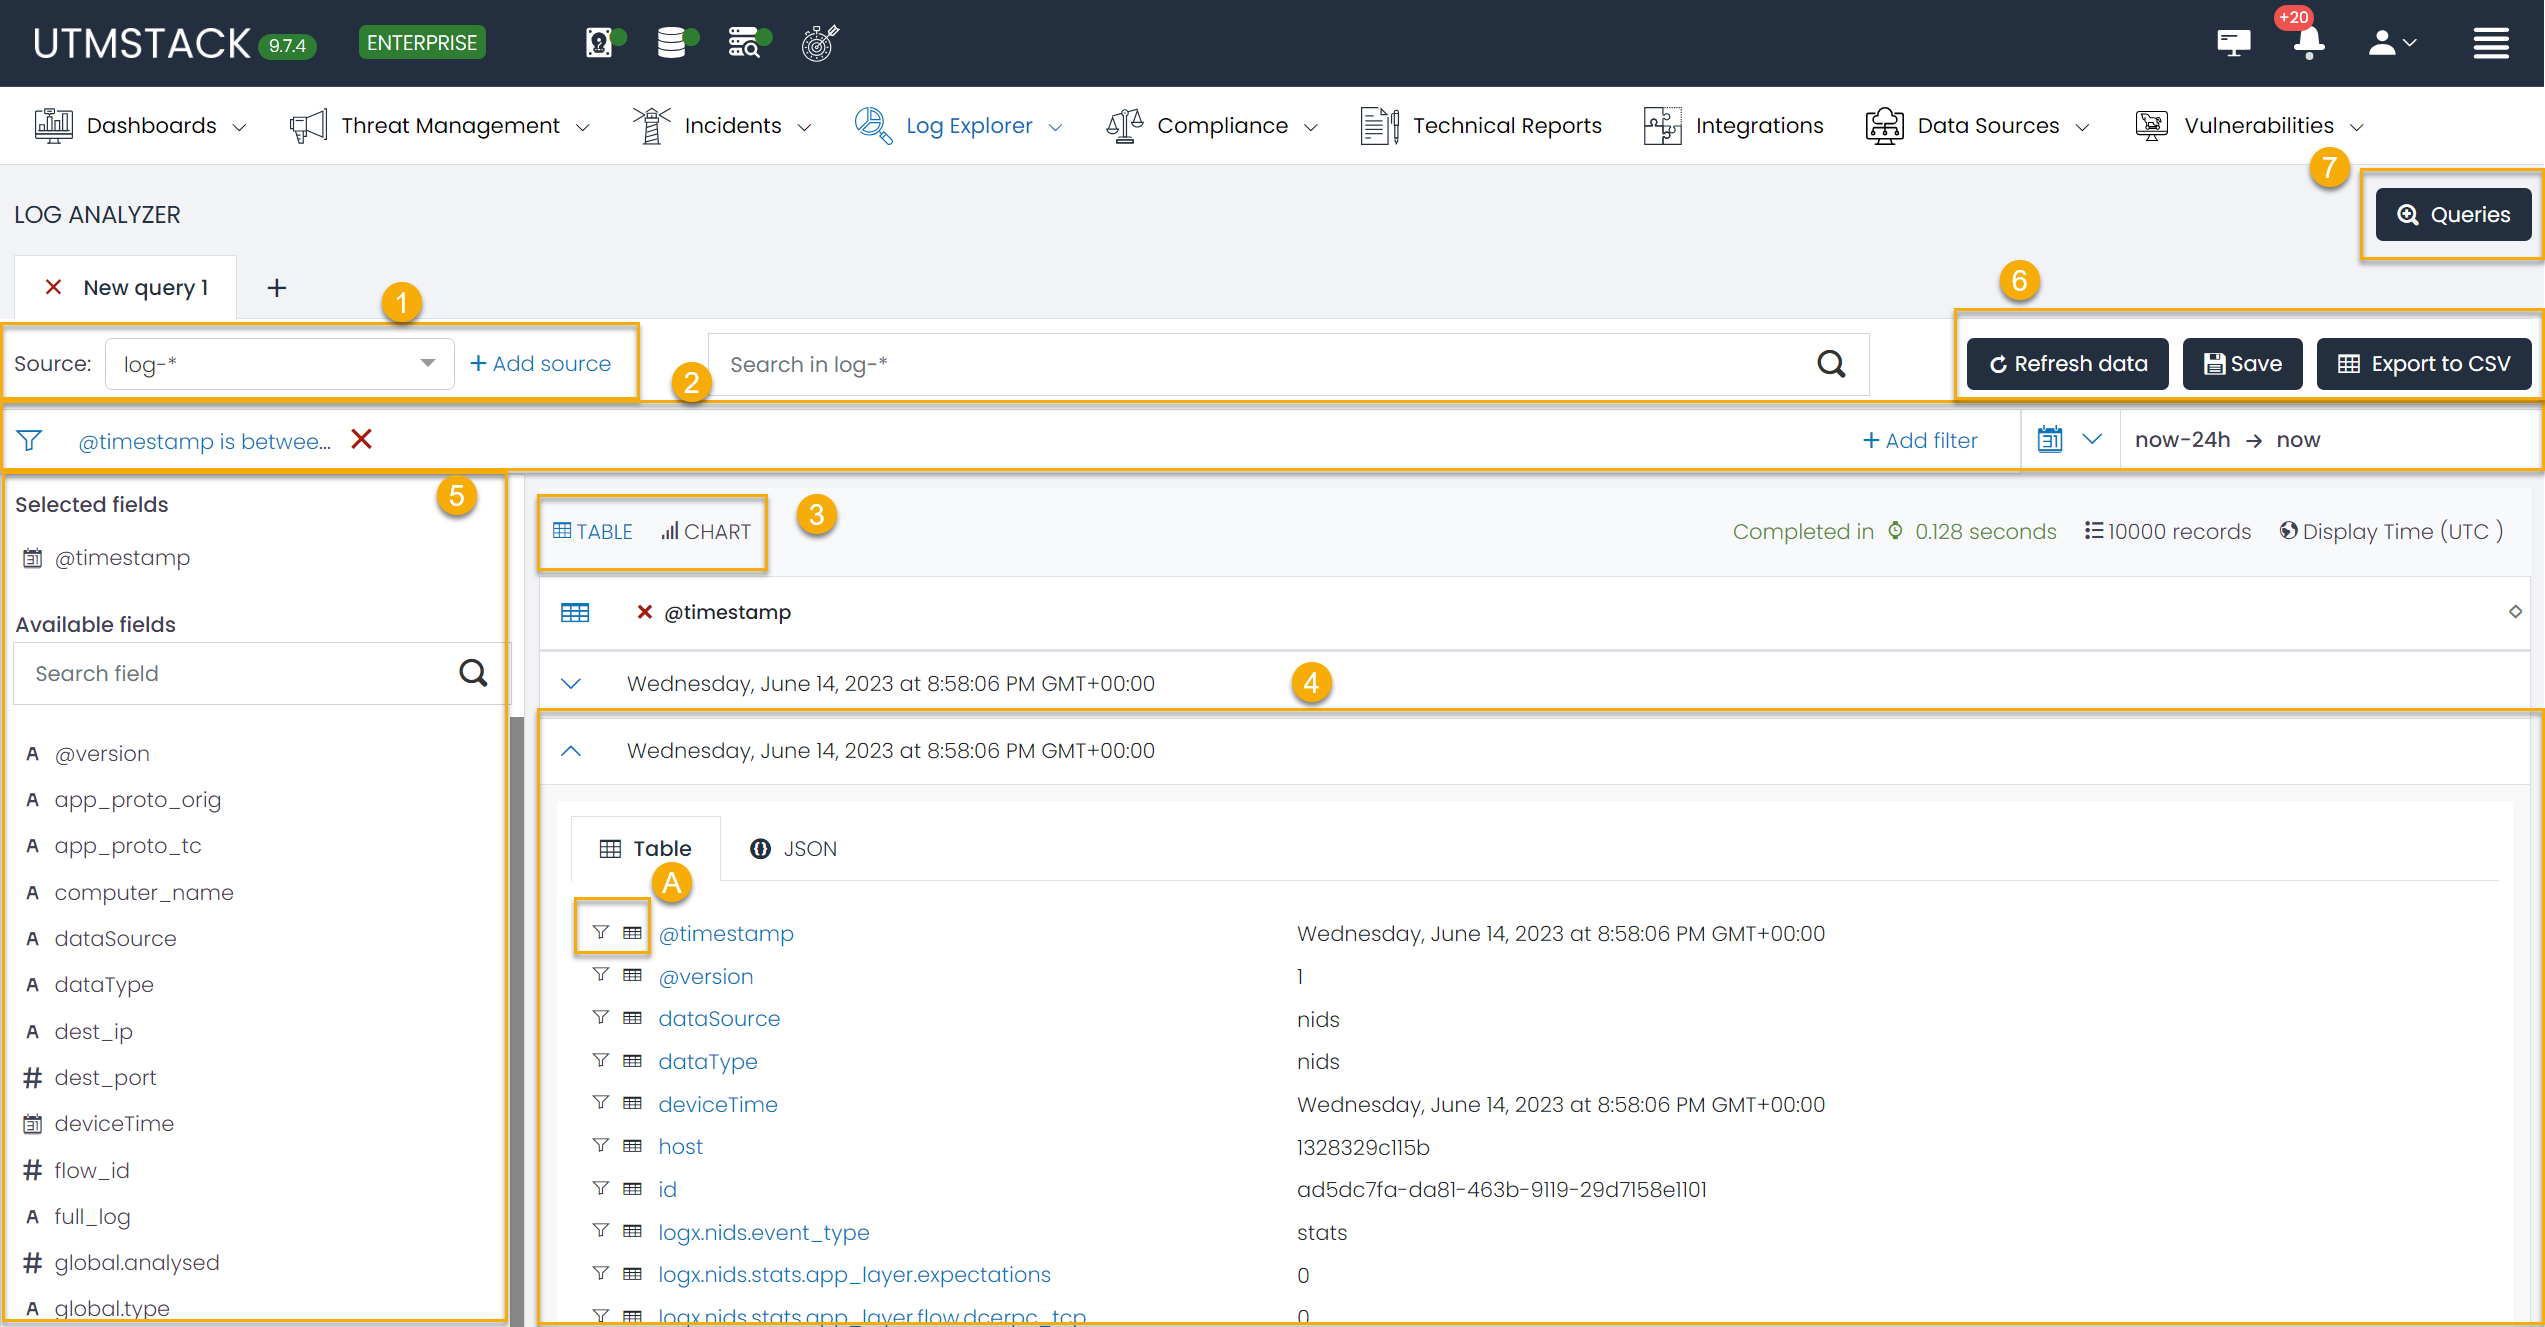 UTMSTACK 9.7.4 ENTERPRISE +20
Dashboards Threat Management Incidents Log Explorer Compliance Technical Reports Integrations Data Sources Vulnerabilities
7
LOG ANALYZER Queries
New query 1 +
1 6
Source: log-* + Add source Search in log-* Refresh data Save Export to CSV
2
@timestamp is betwee... + Add filter 31 now-24h → now
5
Selected fields
3
TABLE CHART Completed in 0.128 seconds 10000 records Display Time (UTC )
31 @timestamp
@timestamp
Available fields
Search field
Wednesday, June 14, 2023 at 8:58:06 PM GMT+00:00 4
Wednesday, June 14, 2023 at 8:58:06 PM GMT+00:00
A @version
A app_proto_orig
A app_proto_tc
A computer_name
A dataSource
A dataType
A dest_ip
# dest_port
31 deviceTime
# flow_id
A full_log
# global.analysed
A global.type
Table JSON
A
@timestamp Wednesday, June 14, 2023 at 8:58:06 PM GMT+00:00
@version 1
dataSource nids
dataType nids
deviceTime Wednesday, June 14, 2023 at 8:58:06 PM GMT+00:00
host 1328329c115b
id ad5dc7fa-da81-463b-9119-29d7158e1101
logx.nids.event_type stats
logx.nids.stats.app_layer.expectations 0
logx.nids.stats.app_layer.flow.dcerpc_tcp 0